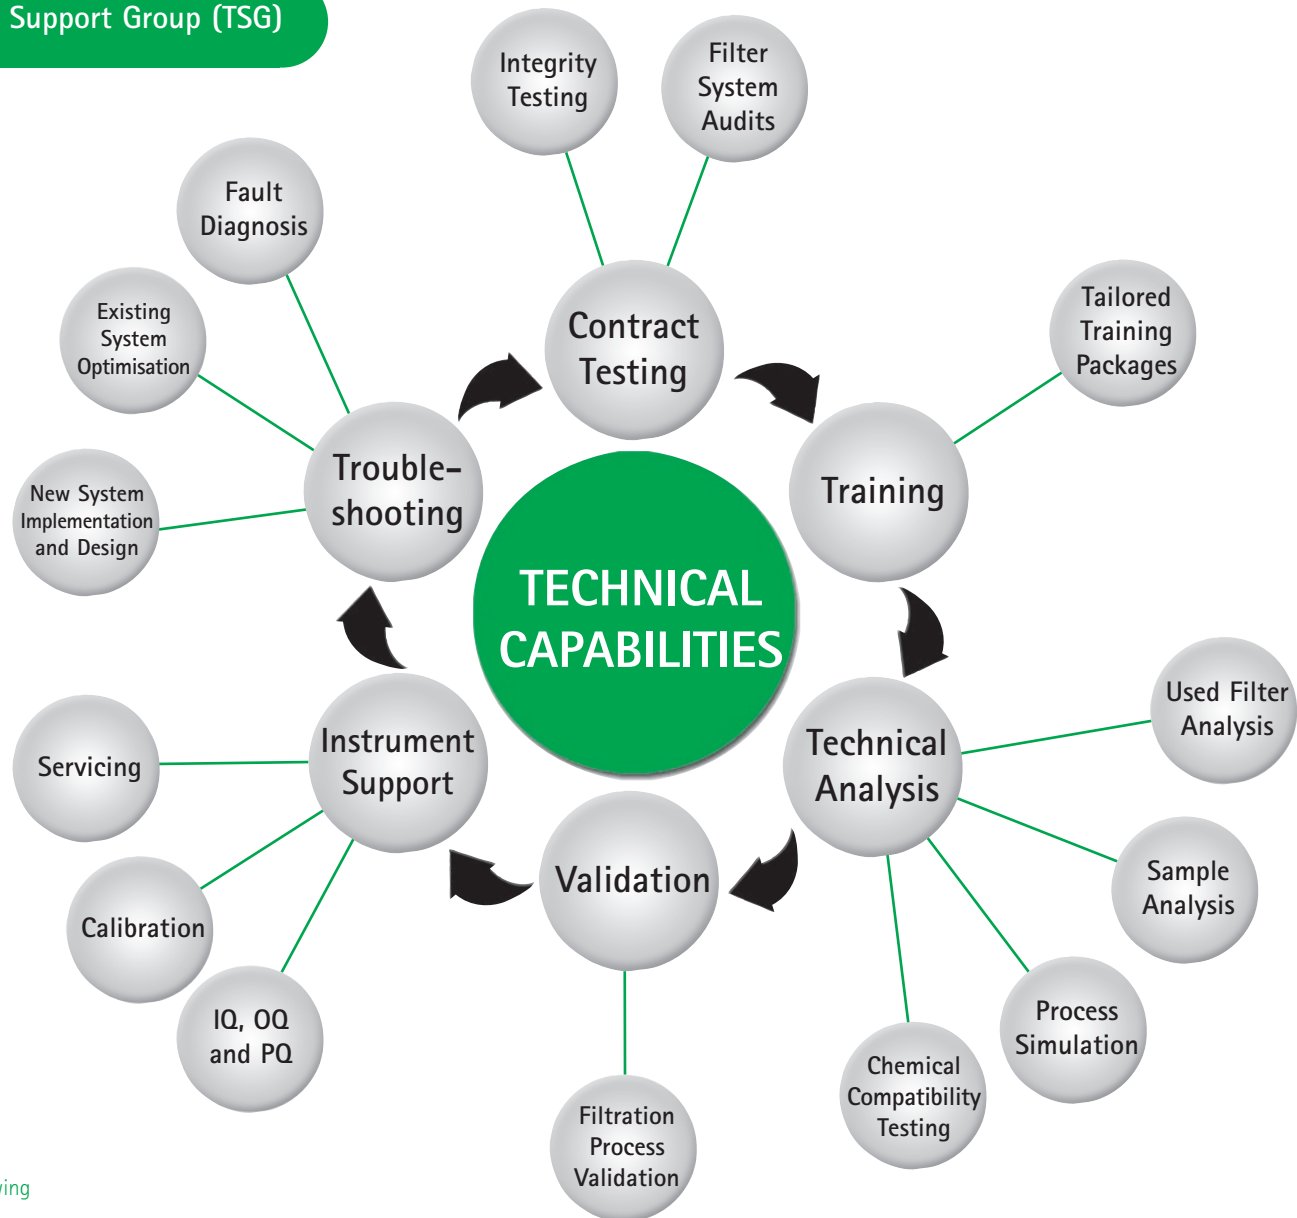 Support Group (TSG)
Integrity
Testing
Filter
System
Audits
Fault
Diagnosis
Existing
System
Optimisation
New System
Implementation
and Design
Trouble-
shooting
Contract
Testing
Tailored
Training
Packages
Training
TECHNICAL
CAPABILITIES
Used Filter
Analysis
Technical
Analysis
Sample
Analysis
Process
Simulation
Chemical
Compatibility
Testing
Validation
Filtration
Process
Validation
Instrument
Support
Servicing
Calibration
IQ, OQ
and PQ